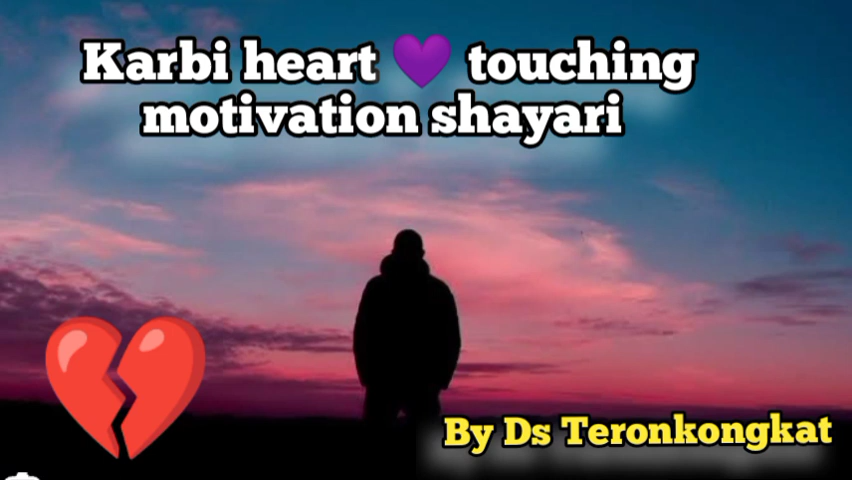 Karbi heart 💜 touching
motivation shayari
By Ds Teronkongkat